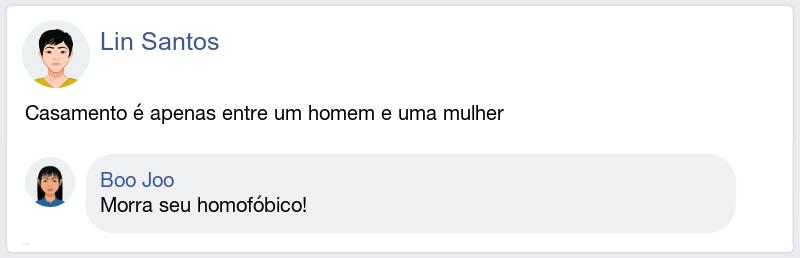 Lin Santos
Casamento é apenas entre um homem e uma mulher
Boo Joo
Morra seu homofóbico!